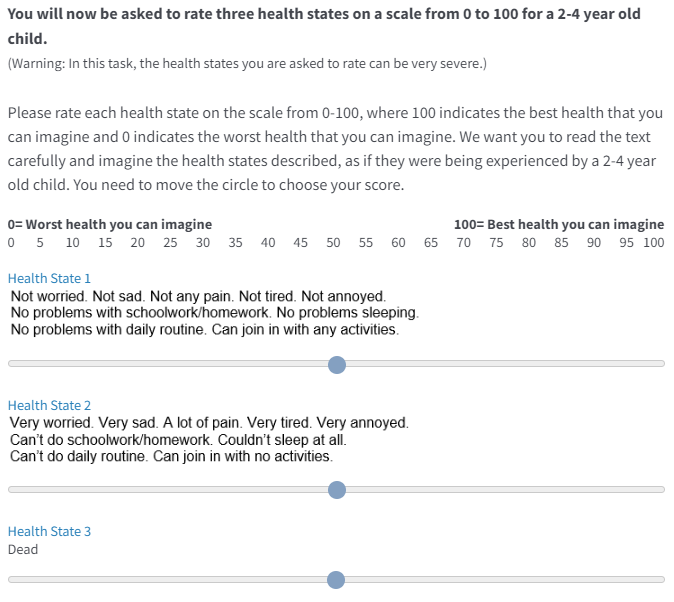 You will now be asked to rate three health states on a scale from 0 to 100 for a 2-4 year old
child.
(Warning: In this task, the health states you are asked to rate can be very severe.)
Please rate each health state on the scale from 0-100, where 100 indicates the best health that you
can imagine and 0 indicates the worst health that you can imagine. We want you to read the text
carefully and imagine the health states described, as if they were being experienced by a 2-4 year
old child. You need to move the circle to choose your score.
0= Worst health you can imagine 100= Best health you can imagine
0 5 10 15 20 25 30 35 40 45 50 55 60 65 70 75 80 85 90 95 100
Health State 1
Not worried. Not sad. Not any pain. Not tired. Not annoyed.
No problems with schoolwork/homework. No problems sleeping.
No problems with daily routine. Can join in with any activities.
Health State 2
Very worried. Very sad. A lot of pain. Very tired. Very annoyed.
Can't do schoolwork/homework. Couldn't sleep at all.
Can't do daily routine. Can join in with no activities.
Health State 3
Dead